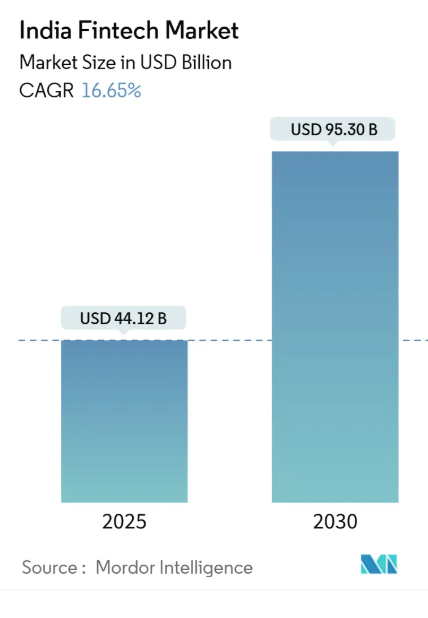 India Fintech Market
Market Size in USD Billion
CAGR 16.65%
USD 95.30 B
USD 44.12 B
2025 2030
Source : Mordor Intelligence